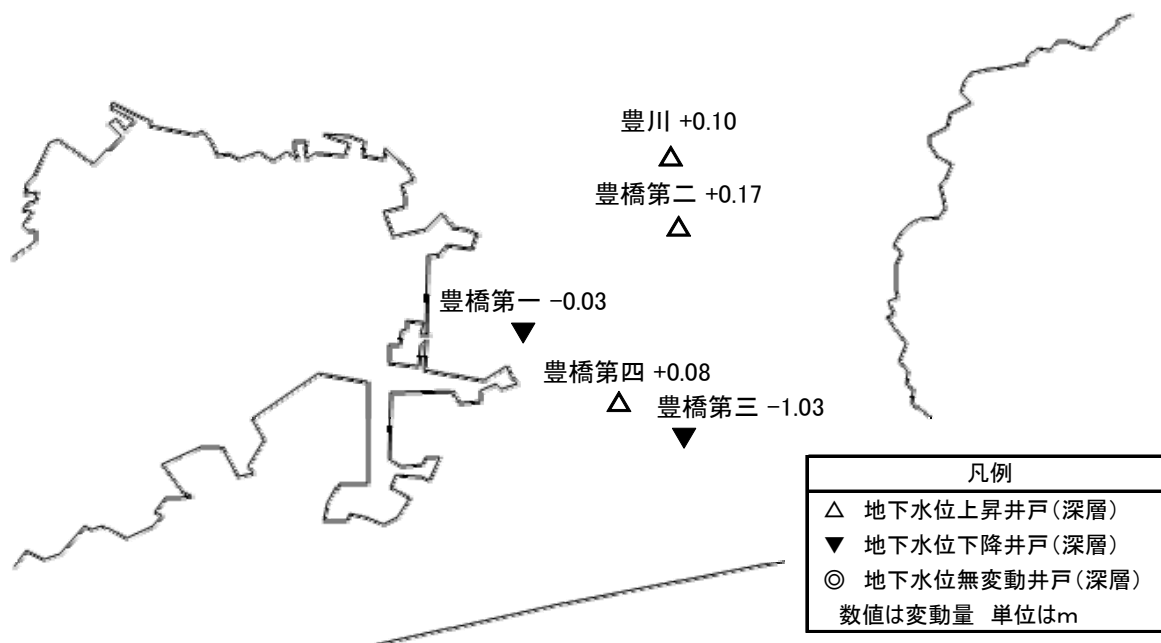 豊川 +0.10
△
豊橋第二 +0.17
△
豊橋第一 -0.03
▼
豊橋第四 +0.08
△
豊橋第三 -1.03
▼
凡例
△ 地下水位上昇井戸(深層)
▼ 地下水位下降井戸(深層)
◎ 地下水位無変動井戸(深層)
数値は変動量 単位はm